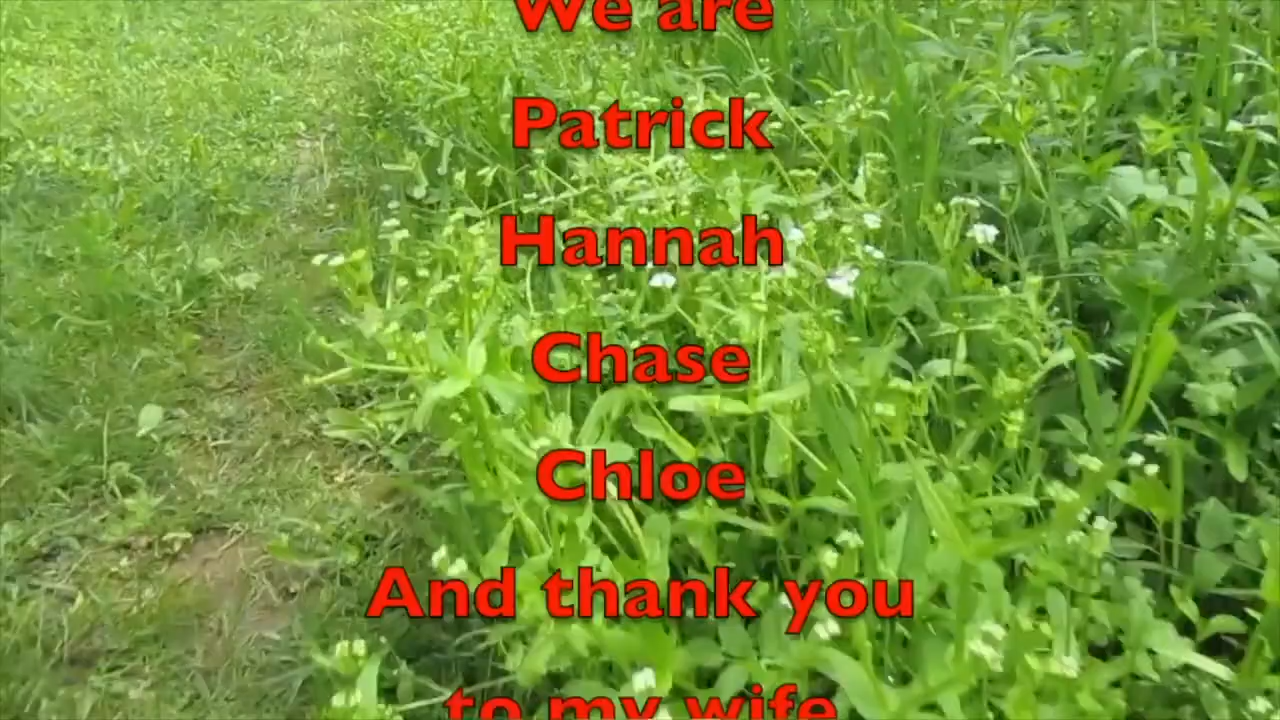 We are
Patrick
Hannah
Chase
Chloe
And thank you
to my wife